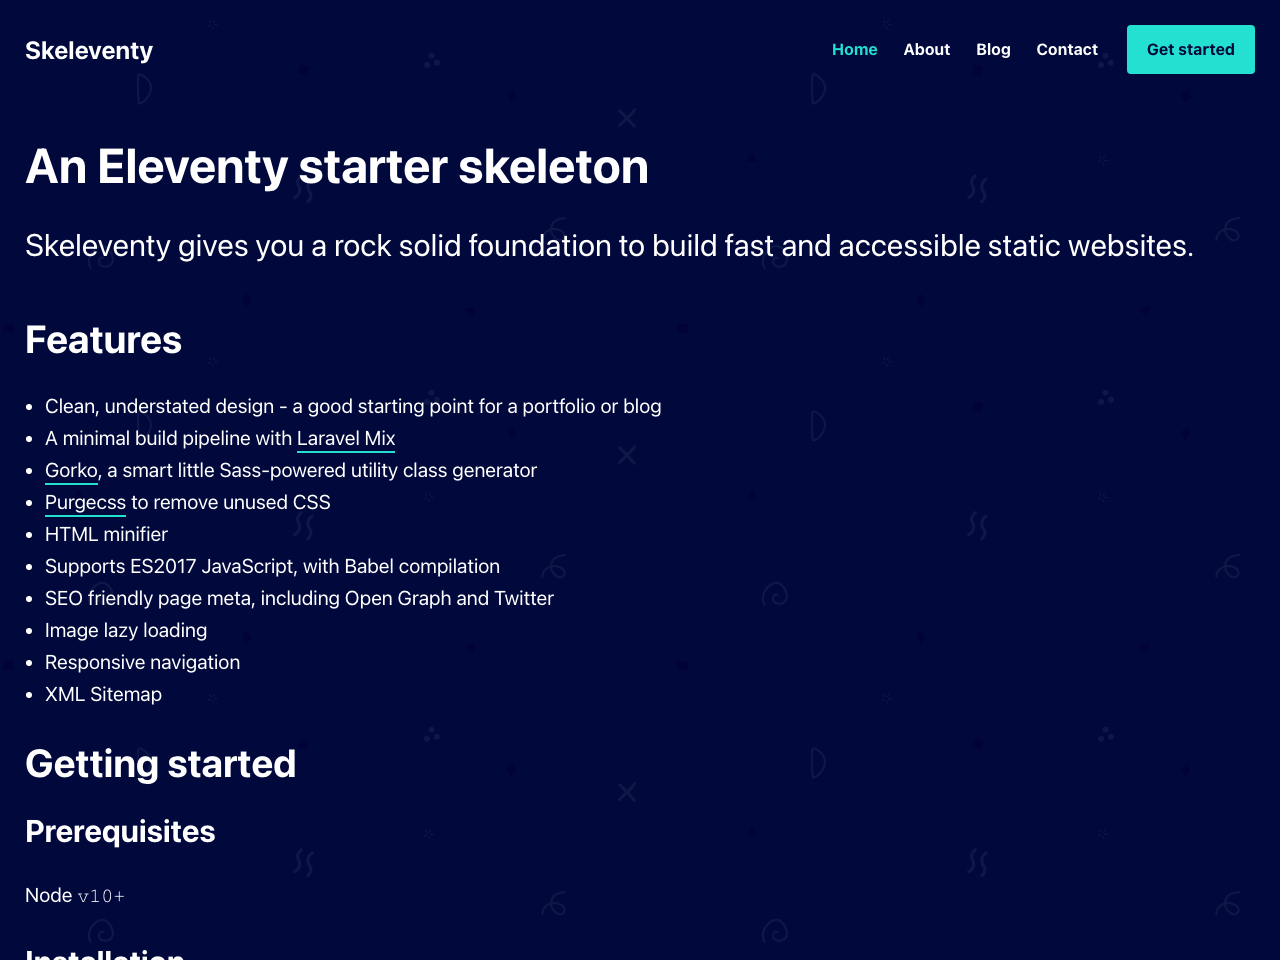 Skeleventy
Home About Blog Contact Get started
An Eleventy starter skeleton
Skeleventy gives you a rock solid foundation to build fast and accessible static websites.
Features
Clean, understated design - a good starting point for a portfolio or blog
A minimal build pipeline with Laravel Mix
Gorko, a smart little Sass-powered utility class generator
Purgecss to remove unused CSS
HTML minifier
Supports ES2017 JavaScript, with Babel compilation
SEO friendly page meta, including Open Graph and Twitter
Image lazy loading
Responsive navigation
XML Sitemap
Getting started
Prerequisites
Node v10+
Installation